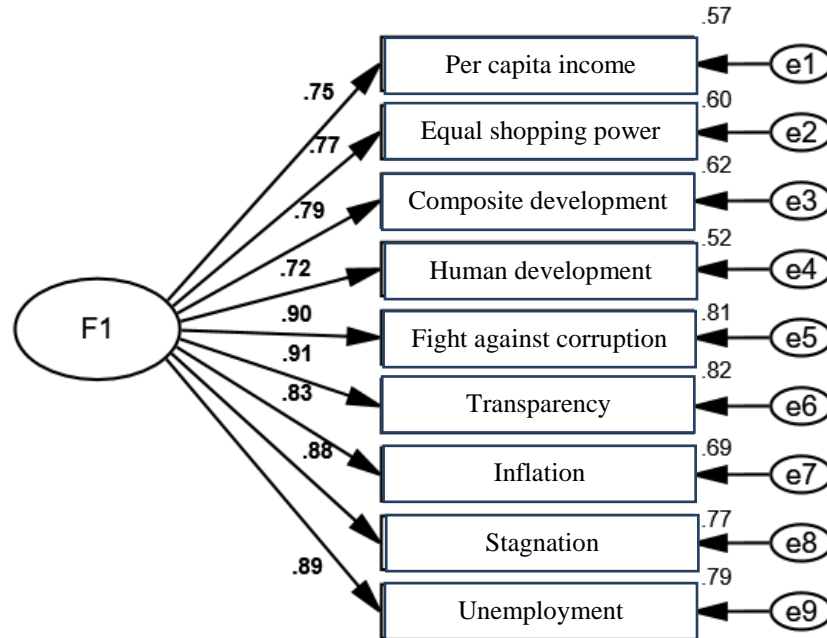 .57
Per capita income
e1
.75
.60
Equal shopping power
e2
.77
.62
Composite development
e3
.79
.52
Human development
e4
.72
.81
Fight against corruption
e5
.90
F1
.82
Transparency
e6
.91
.69
Inflation
e7
.83
.77
Stagnation
e8
.88
.79
Unemployment
e9
.89